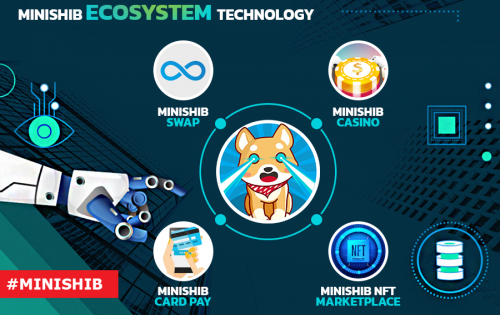 MINISHIB ECOSYSTEM TECHNOLOGY
MINISHIB
SWAP
MINISHIB
CASINO
MINISHIB
CARD PAY
MINISHIB NFT
MARKETPLACE
NFT
#MINISHIB